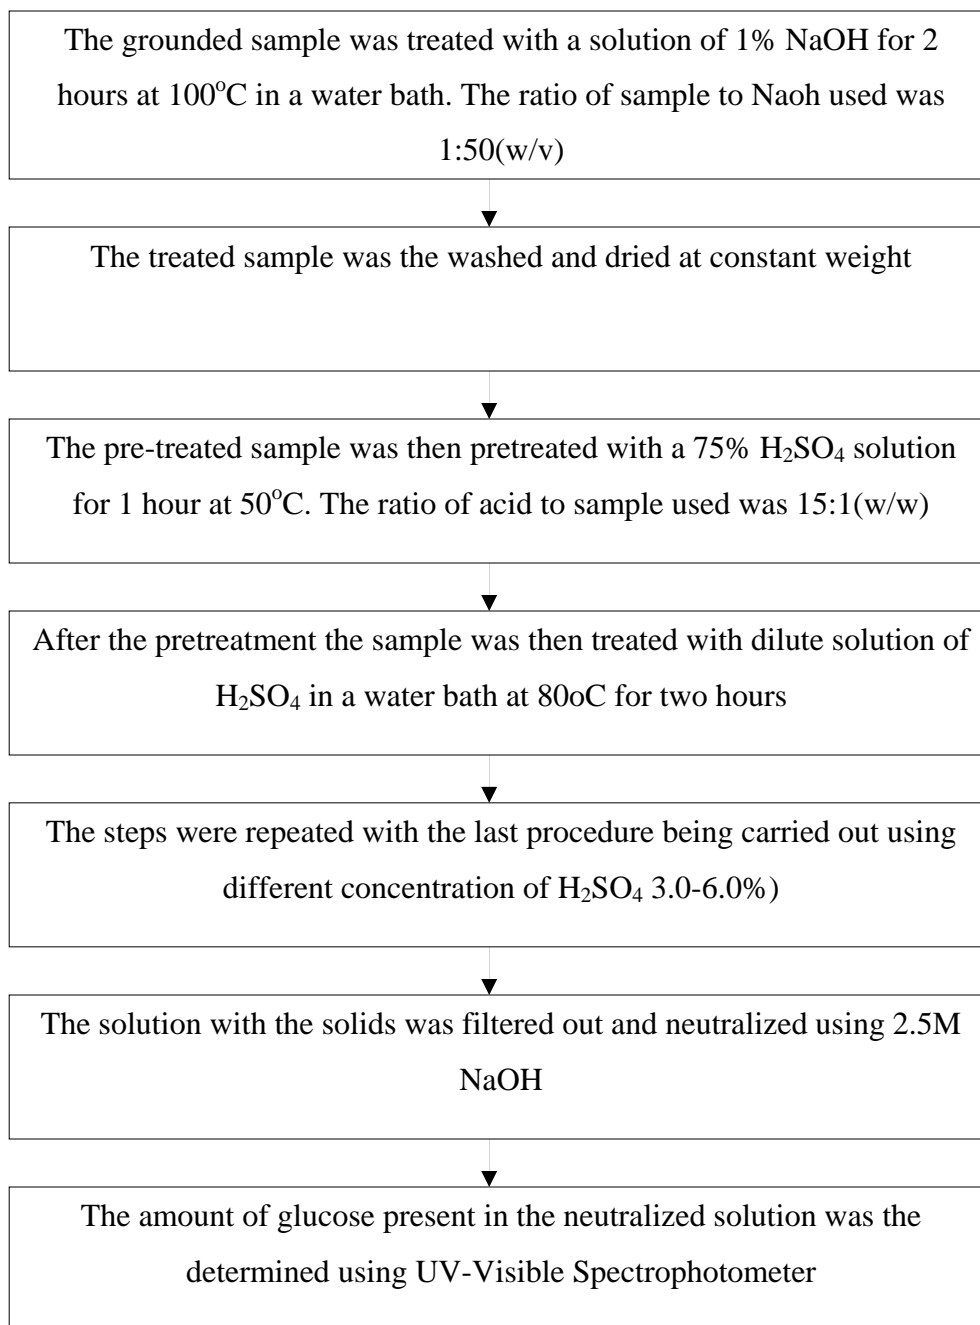 The grounded sample was treated with a solution of 1% NaOH for 2
hours at 100°C in a water bath. The ratio of sample to Naoh used was
1:50(w/v)
The treated sample was the washed and dried at constant weight
The pre-treated sample was then pretreated with a 75% H₂SO₄ solution
for 1 hour at 50°C. The ratio of acid to sample used was 15:1(w/w)
After the pretreatment the sample was then treated with dilute solution of
H₂SO₄ in a water bath at 80oC for two hours
The steps were repeated with the last procedure being carried out using
different concentration of H₂SO₄ 3.0-6.0%)
The solution with the solids was filtered out and neutralized using 2.5M
NaOH
The amount of glucose present in the neutralized solution was the
determined using UV-Visible Spectrophotometer